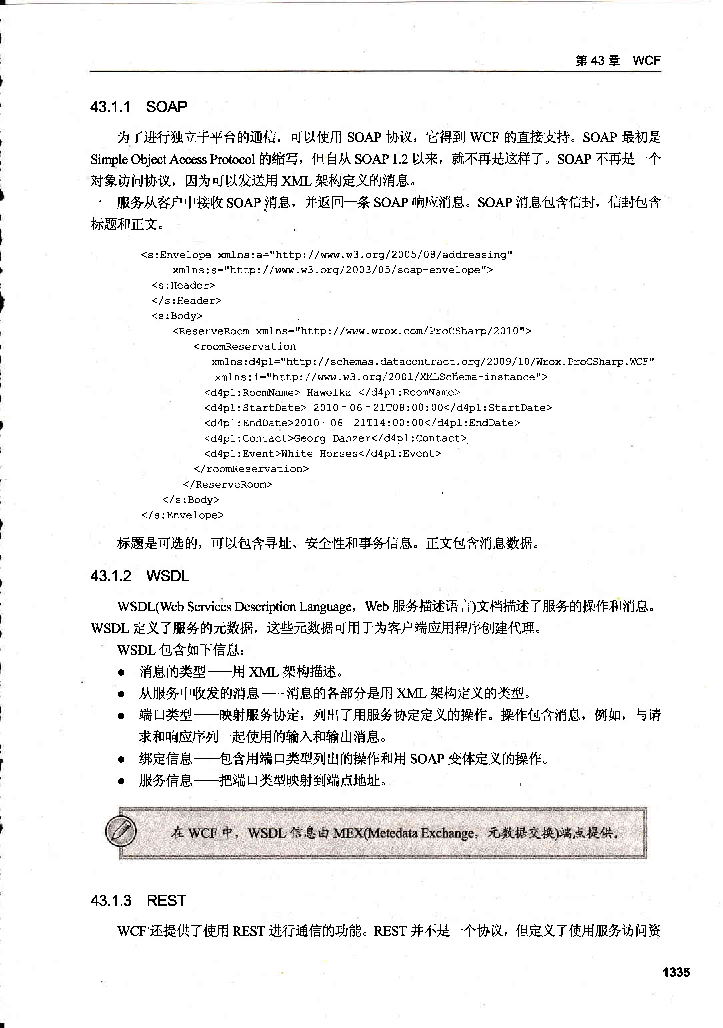 第 43 章 WCF
43.1.1 SOAP
为了进行独立于平台的通信，可以使用 SOAP 协议，它得到 WCF 的直接支持。SOAP 最初是
Simple Object Access Protocol 的缩写，但自从 SOAP 1.2 以来，就不再是这样了。SOAP 不再是一个
对象访问协议，因为可以发送用 XML 架构定义的消息。
服务从客户中接收 SOAP 消息，并返回一条 SOAP 响应消息。SOAP 消息包含信封，信封包含
标题和正文。
<s:Envelope xmlns:a="http://www.w3.org/2005/08/addressing"
xmlns:s="http://www.w3.org/2003/05/soap-envelope">
<s:Header>
</s:Header>
<s:Body>
<ReserveRoom xmlns="http://www.wrox.com/ProCSharp/2010">
<roomReservation
xmlns:d4p1="http://schemas.datacontract.org/2009/10/Wrox.ProCSharp.WCF"
xmlns:i="http://www.w3.org/2001/XMLSchema-instance">
<d4p1:RoomName> Hawelka </d4p1:RoomName>
<d4p1:StartDate> 2010-06-21T08:00:00</d4p1:StartDate>
<d4p1:EndDate>2010-06-21T14:00:00</d4p1:EndDate>
<d4p1:Contact>Georg Danzer</d4p1:Contact>
<d4p1:Event>White Horses</d4p1:Event>
</roomReservation>
</ReserveRoom>
</s:Body>
</s:Envelope>
标题是可选的，可以包含寻址、安全性和事务信息。正文包含消息数据。
43.1.2 WSDL
WSDL(Web Services Description Language，Web 服务描述语言)文档描述了服务的操作和消息。
WSDL 定义了服务的元数据，这些元数据可用于为客户端应用程序创建代理。
WSDL 包含如下信息：
● 消息的类型——用 XML 架构描述。
● 从服务中收发的消息——消息的各部分是用 XML 架构定义的类型。
● 端口类型——映射服务协定，列出了用服务协定定义的操作。操作包含消息，例如，与请
求和响应序列一起使用的输入和输出消息。
● 绑定信息——包含用端口类型列出的操作和用 SOAP 变体定义的操作。
● 服务信息——把端口类型映射到端点地址。
在 WCF 中，WSDL 信息由 MEX(Metedata Exchange，元数据交换)端点提供。
43.1.3 REST
WCF 还提供了使用 REST 进行通信的功能。REST 并不是一个协议，但定义了使用服务访问资
1335